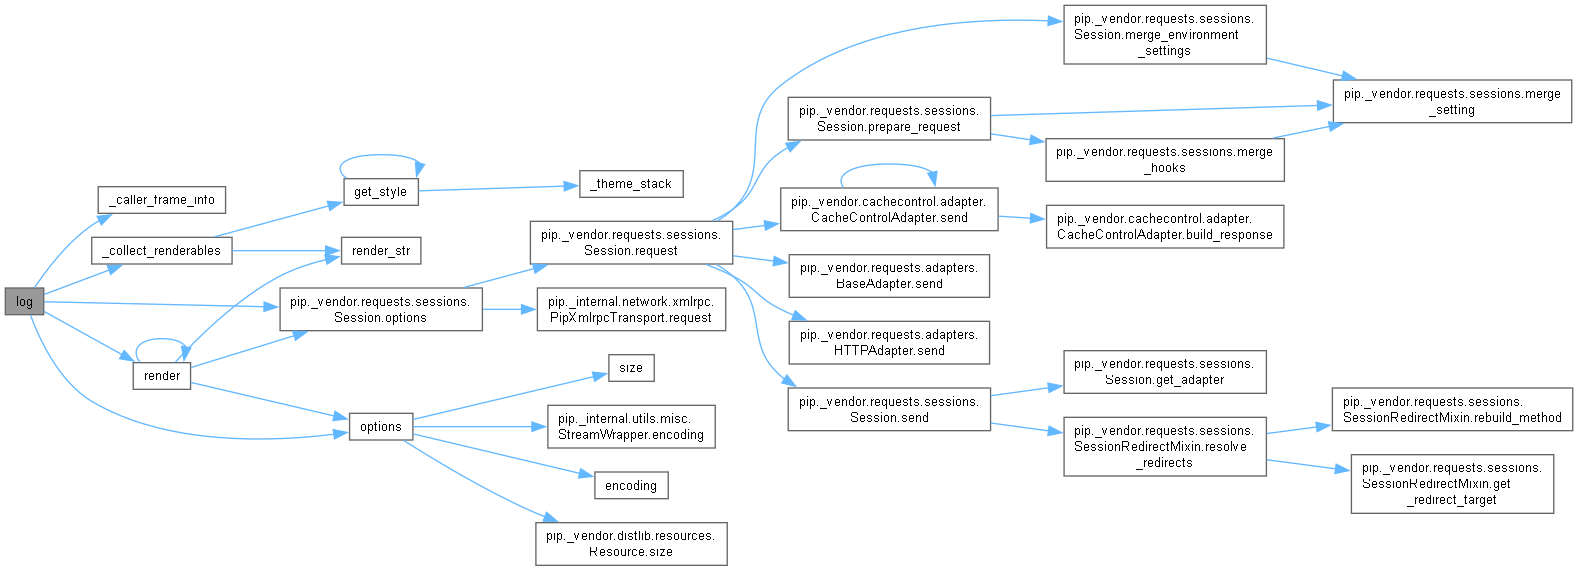 log
_caller_frame_info
_collect_renderables
get_style
_theme_stack
render_str
pip._vendor.requests.sessions.
Session.options
render
options
pip._vendor.requests.sessions.
Session.request
pip._internal.network.xmlrpc.
PipXmlrpcTransport.request
size
pip._internal.utils.misc.
StreamWrapper.encoding
encoding
pip._vendor.distlib.resources.
Resource.size
pip._vendor.requests.sessions.
Session.merge_environment
_settings
pip._vendor.requests.sessions.
Session.prepare_request
pip._vendor.requests.sessions.merge
_setting
pip._vendor.requests.sessions.merge
_hooks
pip._vendor.cachecontrol.adapter.
CacheControlAdapter.send
pip._vendor.cachecontrol.adapter.
CacheControlAdapter.build_response
pip._vendor.requests.adapters.
BaseAdapter.send
pip._vendor.requests.adapters.
HTTPAdapter.send
pip._vendor.requests.sessions.
Session.send
pip._vendor.requests.sessions.
Session.get_adapter
pip._vendor.requests.sessions.
SessionRedirectMixin.resolve
_redirects
pip._vendor.requests.sessions.
SessionRedirectMixin.rebuild_method
pip._vendor.requests.sessions.
SessionRedirectMixin.get
_redirect_target